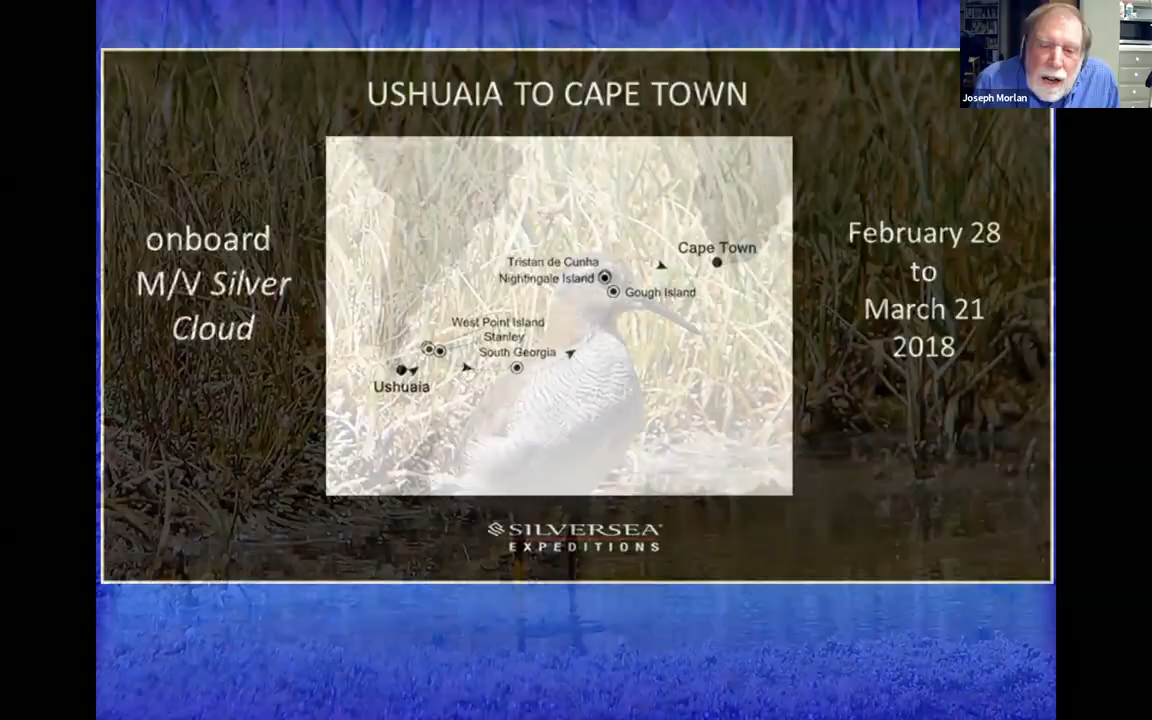 USHUAIA TO CAPE TOWN
Joseph Morlan
onboard
M/V Silver
Cloud
February 28
to
March 21
2018
Cape Town
Tristan de Cunha
Nightingale Island
Gough Island
West Point Island
Stanley
South Georgia
Ushuaia
SILVERSEA®
EXPEDITIONS